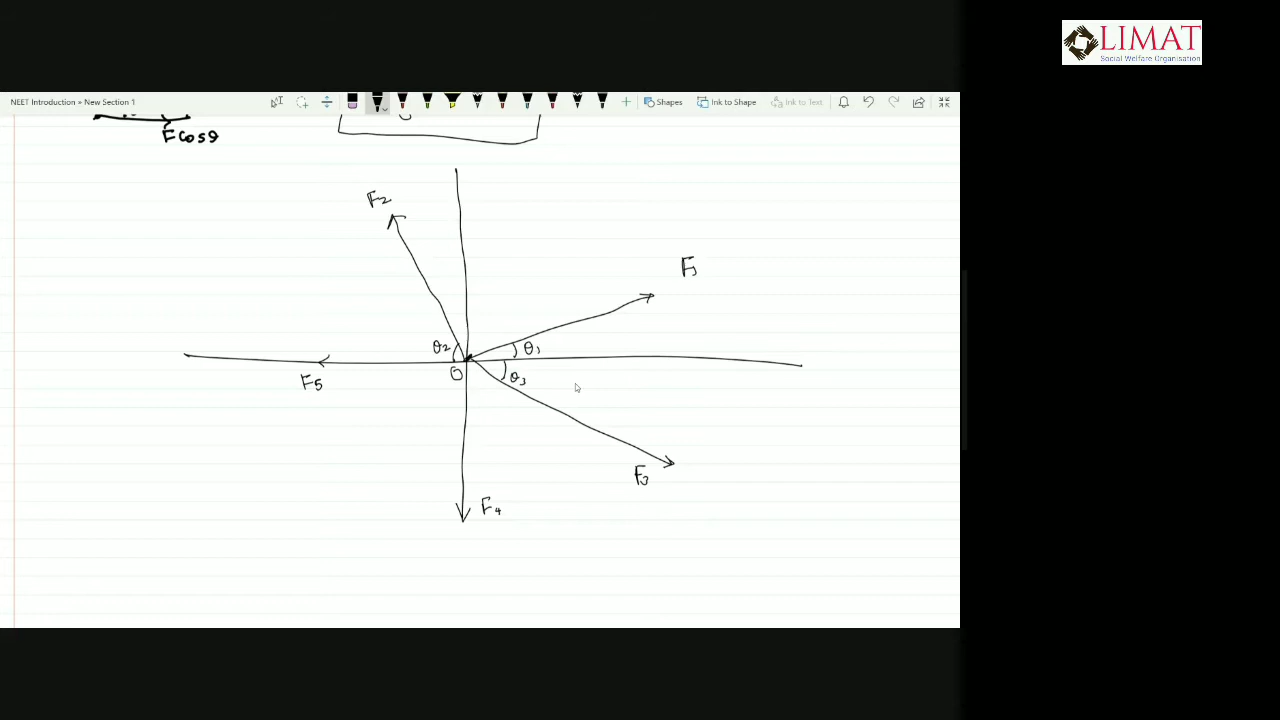 LIMAT
Social Welfare Organisation
NEET Introduction » New Section 1
Shapes
Ink to Shape
Ink to Text
Fcosθ
F2
F1
θ2
θ1
O
θ3
F5
F3
F4